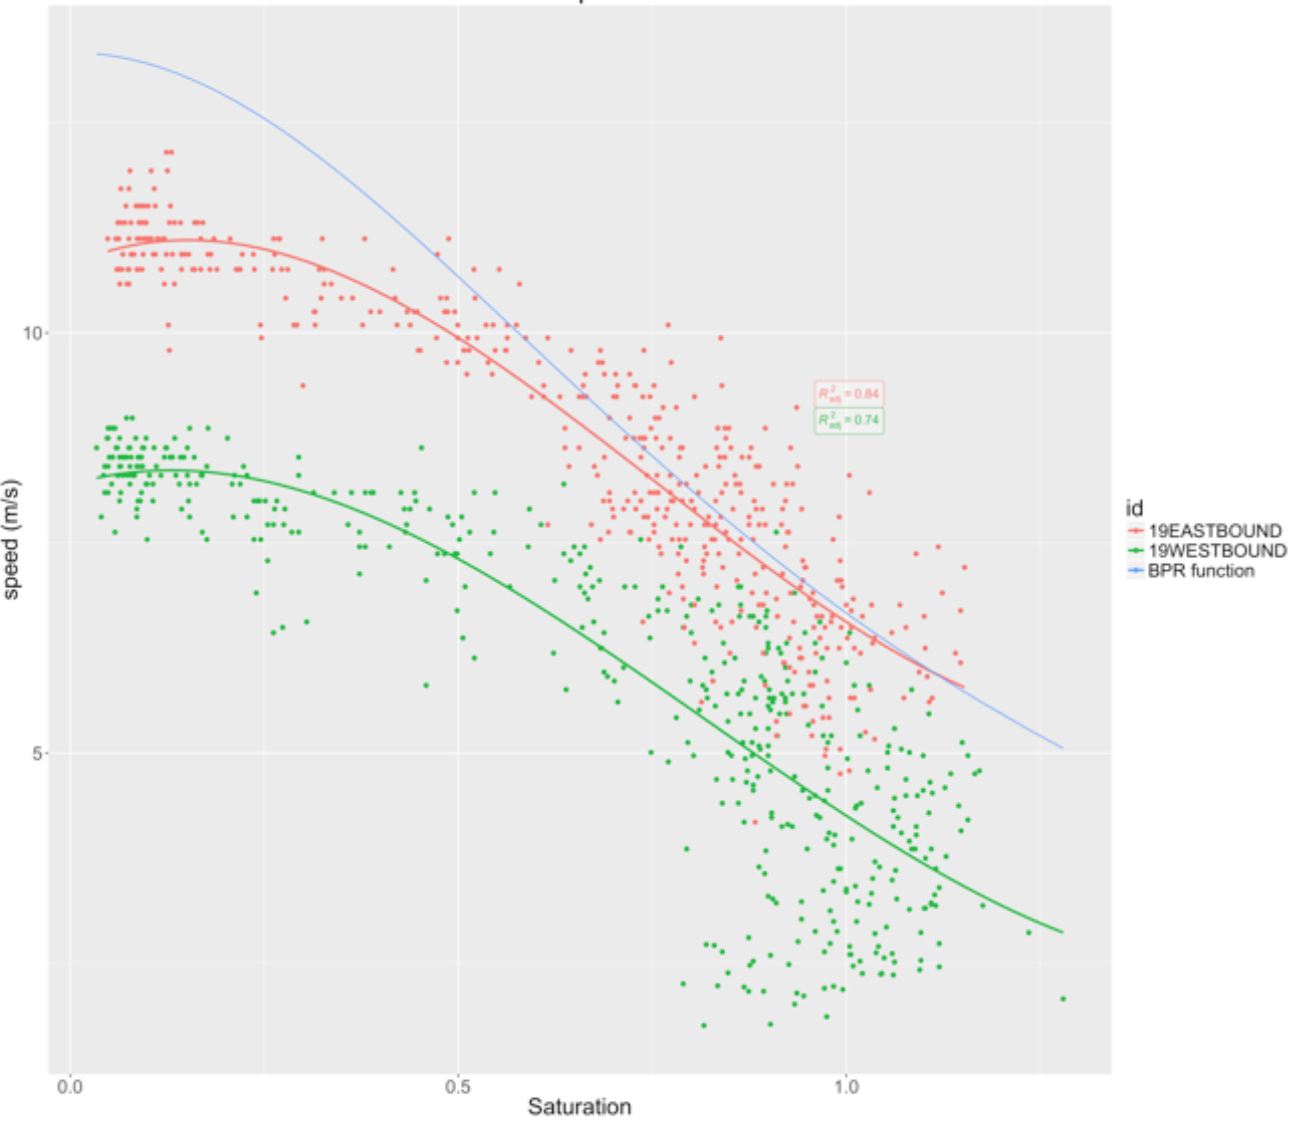 10
R²adj = 0.84
R²adj = 0.74
speed (m/s)
5
id
19EASTBOUND
19WESTBOUND
BPR function
0.0
0.5
1.0
Saturation